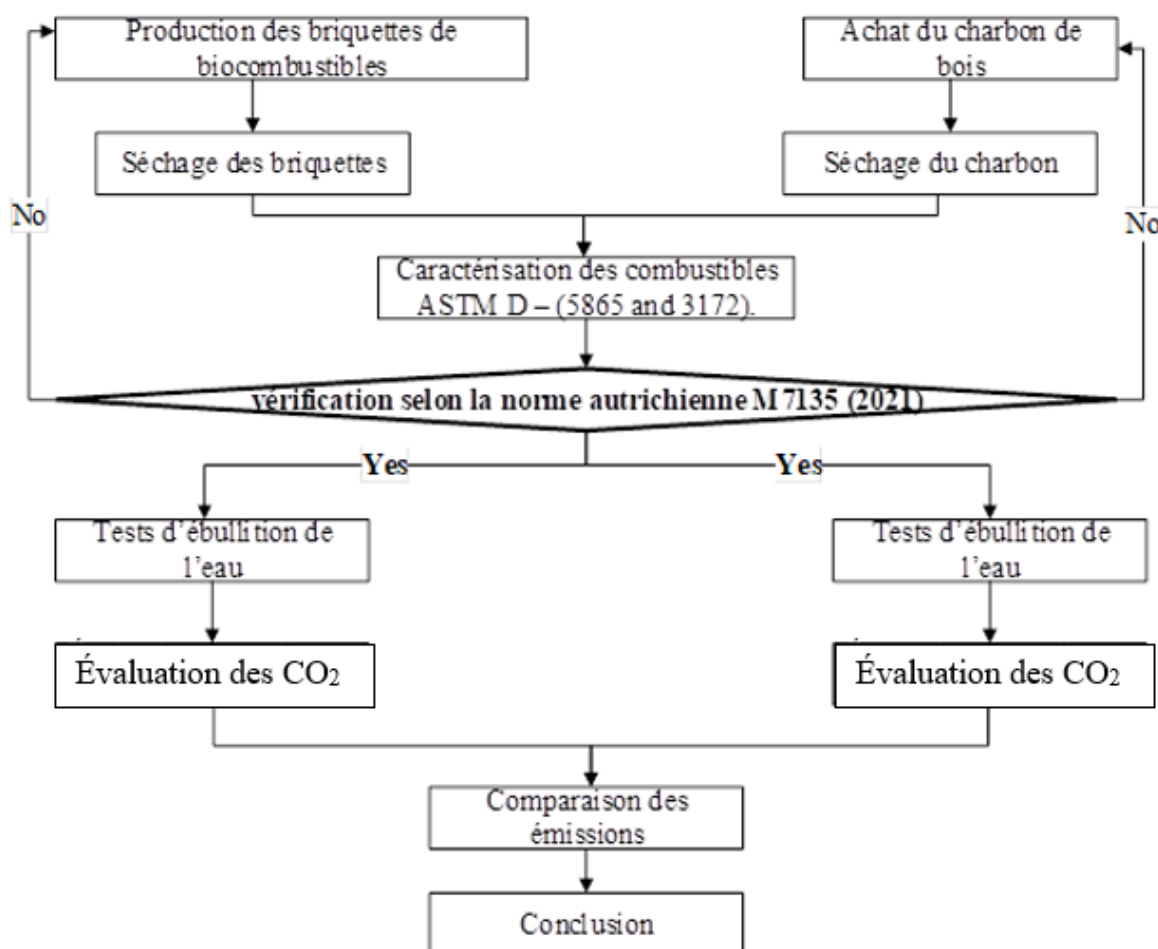 Production des briquettes de
biocombustibles
Achat du charbon de
bois
Séchage des briquettes
Séchage du charbon
No
No
Caractérisation des combustibles
ASTM D – (5865 and 3172).
vérification selon la norme autrichienne M 7135 (2021)
Yes
Yes
Tests d’ébullition de
l’eau
Tests d’ébullition de
l’eau
Évaluation des CO₂
Évaluation des CO₂
Comparaison des
émissions
Conclusion